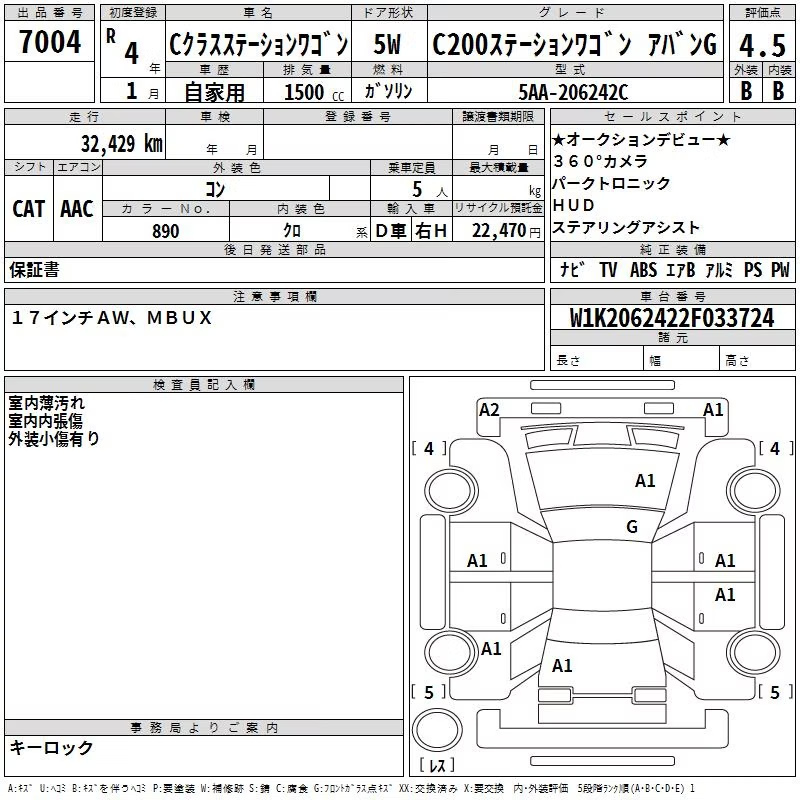 出品番号 初度登録 車名 ドア形状 グレード 評価点
7004 R 4 年 Cクラスステーションワゴン 5W C200ステーションワゴン アバンG 4.5
車歴 排気量 燃料 型式 外装 内装
1 月 自家用 1500 CC ガソリン 5AA-206242C B B
走行 車検 登録番号 譲渡書類期限
32,429 km 年 月 月 日
シフト エアコン 外装色 乗車定員 最大積載量
CAT AAC コン 5 人 kg
カラーNo. 内装色 輸入車 リサイクル預託金
890 クロ 系 D車 右H 22,470 円
後日発送部品
保証書
セールスポイント
★オークションデビュー★
360°カメラ
パークトロニック
HUD
ステアリングアシスト
純正装備
ナビ TV ABS エアB アルミ PS PW
注意事項欄
17インチAW、MBUX
車台番号
W1K2062422F033724
諸元
長さ 幅 高さ
検査員記入欄
室内薄汚れ
室内内張傷
外装小傷有り
事務局よりご案内
キーロック
A2 A1
[ 4 ] [ 4 ]
A1
G
A1 A1
A1
A1
A1
[ 5 ] [ 5 ]
[ レス ]
A:キズ U:ヘコミ B:キズを伴うヘコミ P:要塗装 W:補修跡 S:錆 C:腐食 G:フロントガラス点キズ XX:交換済み X:要交換 内・外装評価 5段階ランク順(A・B・C・D・E) 1